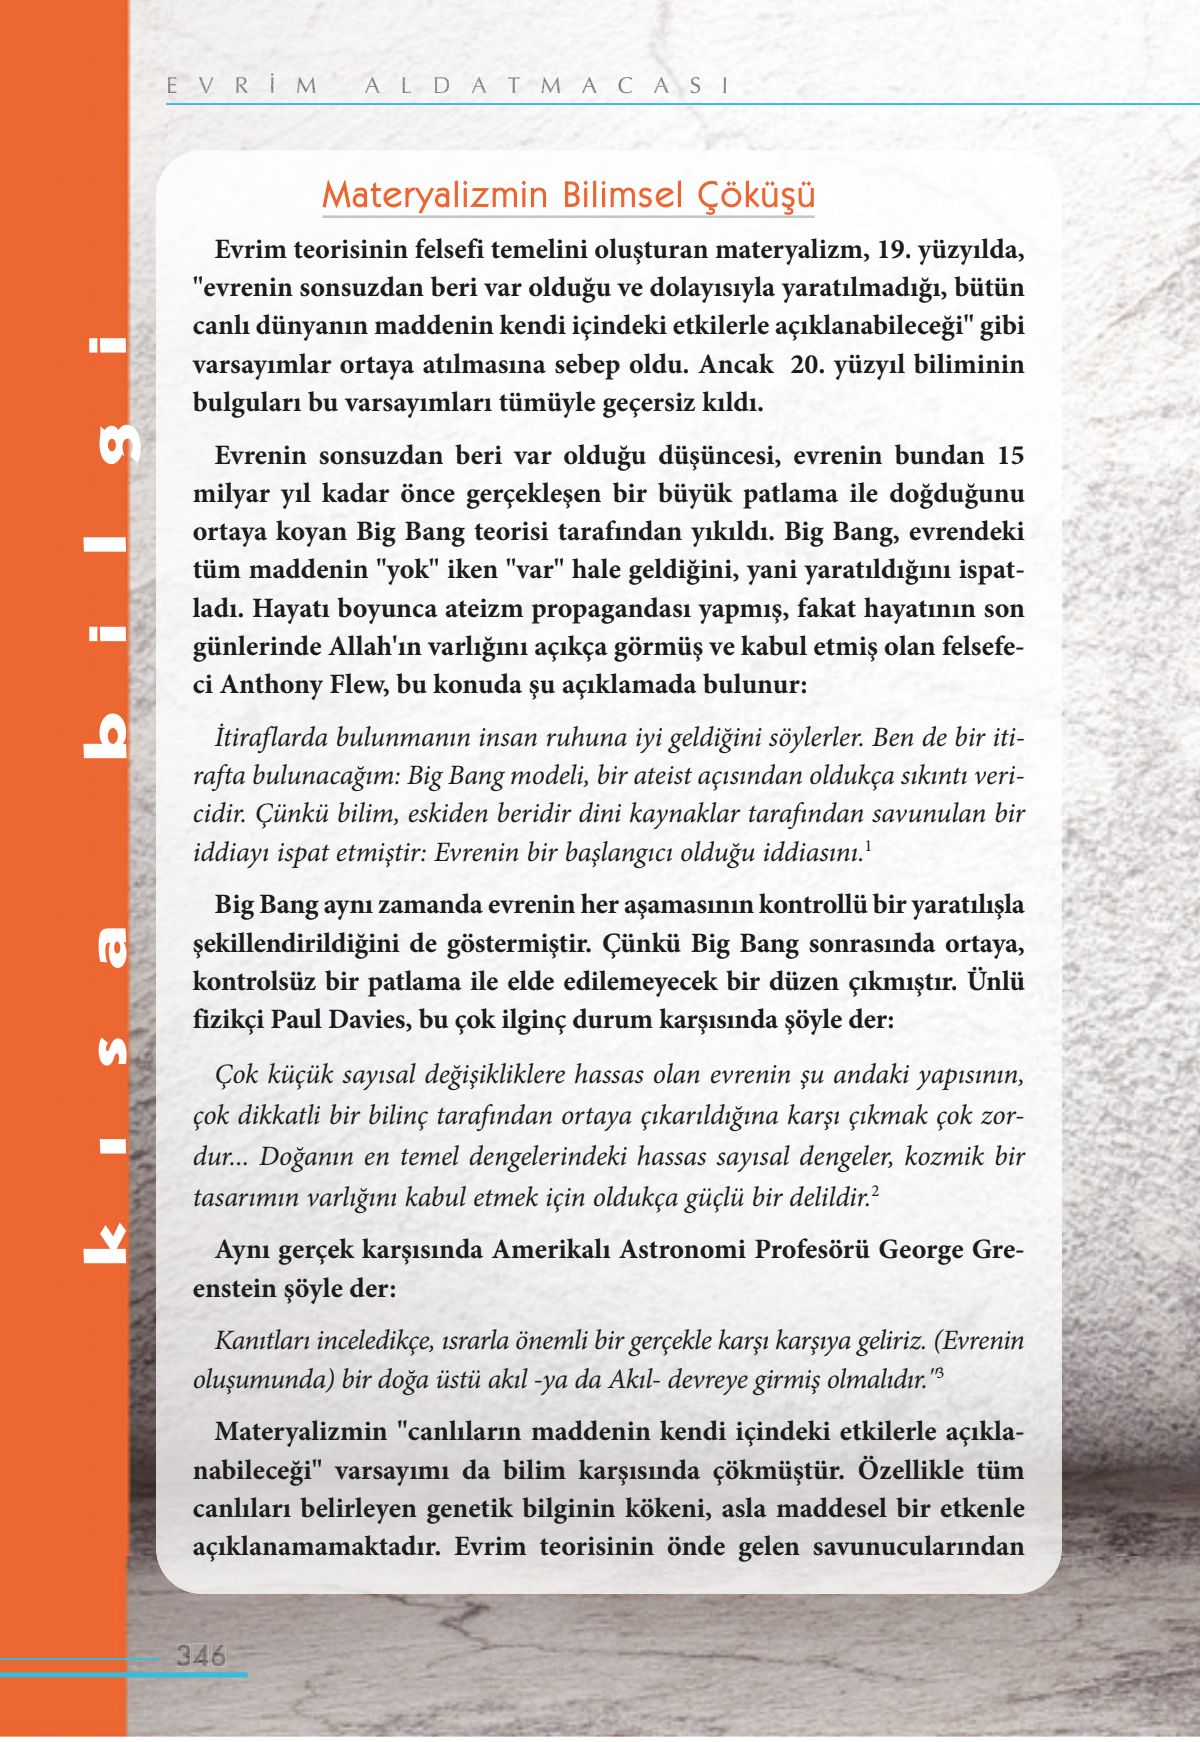 EVRİM ALDATMACASI
kısa bilgi
Materyalizmin Bilimsel Çöküşü
Evrim teorisinin felsefi temelini oluşturan materyalizm, 19. yüzyılda,
"evrenin sonsuzdan beri var olduğu ve dolayısıyla yaratılmadığı, bütün
canlı dünyanın maddenin kendi içindeki etkilerle açıklanabileceği" gibi
varsayımlar ortaya atılmasına sebep oldu. Ancak 20. yüzyıl biliminin
bulguları bu varsayımları tümüyle geçersiz kıldı.
Evrenin sonsuzdan beri var olduğu düşüncesi, evrenin bundan 15
milyar yıl kadar önce gerçekleşen bir büyük patlama ile doğduğunu
ortaya koyan Big Bang teorisi tarafından yıkıldı. Big Bang, evrendeki
tüm maddenin "yok" iken "var" hale geldiğini, yani yaratıldığını ispat-
ladı. Hayatı boyunca ateizm propagandası yapmış, fakat hayatının son
günlerinde Allah'ın varlığını açıkça görmüş ve kabul etmiş olan felsefe-
ci Anthony Flew, bu konuda şu açıklamada bulunur:
İtiraflarda bulunmanın insan ruhuna iyi geldiğini söylerler. Ben de bir iti-
rafta bulunacağım: Big Bang modeli, bir ateist açısından oldukça sıkıntı veri-
cidir. Çünkü bilim, eskiden beridir dini kaynaklar tarafından savunulan bir
iddiayı ispat etmiştir: Evrenin bir başlangıcı olduğu iddiasını.1
Big Bang aynı zamanda evrenin her aşamasının kontrollü bir yaratılışla
şekillendirildiğini de göstermiştir. Çünkü Big Bang sonrasında ortaya,
kontrolsüz bir patlama ile elde edilemeyecek bir düzen çıkmıştır. Ünlü
fizikçi Paul Davies, bu çok ilginç durum karşısında şöyle der:
Çok küçük sayısal değişikliklere hassas olan evrenin şu andaki yapısının,
çok dikkatli bir bilinç tarafından ortaya çıkarıldığına karşı çıkmak çok zor-
dur... Doğanın en temel dengelerindeki hassas sayısal dengeler, kozmik bir
tasarımın varlığını kabul etmek için oldukça güçlü bir delildir.2
Aynı gerçek karşısında Amerikalı Astronomi Profesörü George Gre-
enstein şöyle der:
Kanıtları inceledikçe, ısrarla önemli bir gerçekle karşı karşıya geliriz. (Evrenin
oluşumunda) bir doğa üstü akıl -ya da Akıl- devreye girmiş olmalıdır."3
Materyalizmin "canlıların maddenin kendi içindeki etkilerle açıkla-
nabileceği" varsayımı da bilim karşısında çökmüştür. Özellikle tüm
canlıları belirleyen genetik bilginin kökeni, asla maddesel bir etkenle
açıklanamamaktadır. Evrim teorisinin önde gelen savunucularından
346